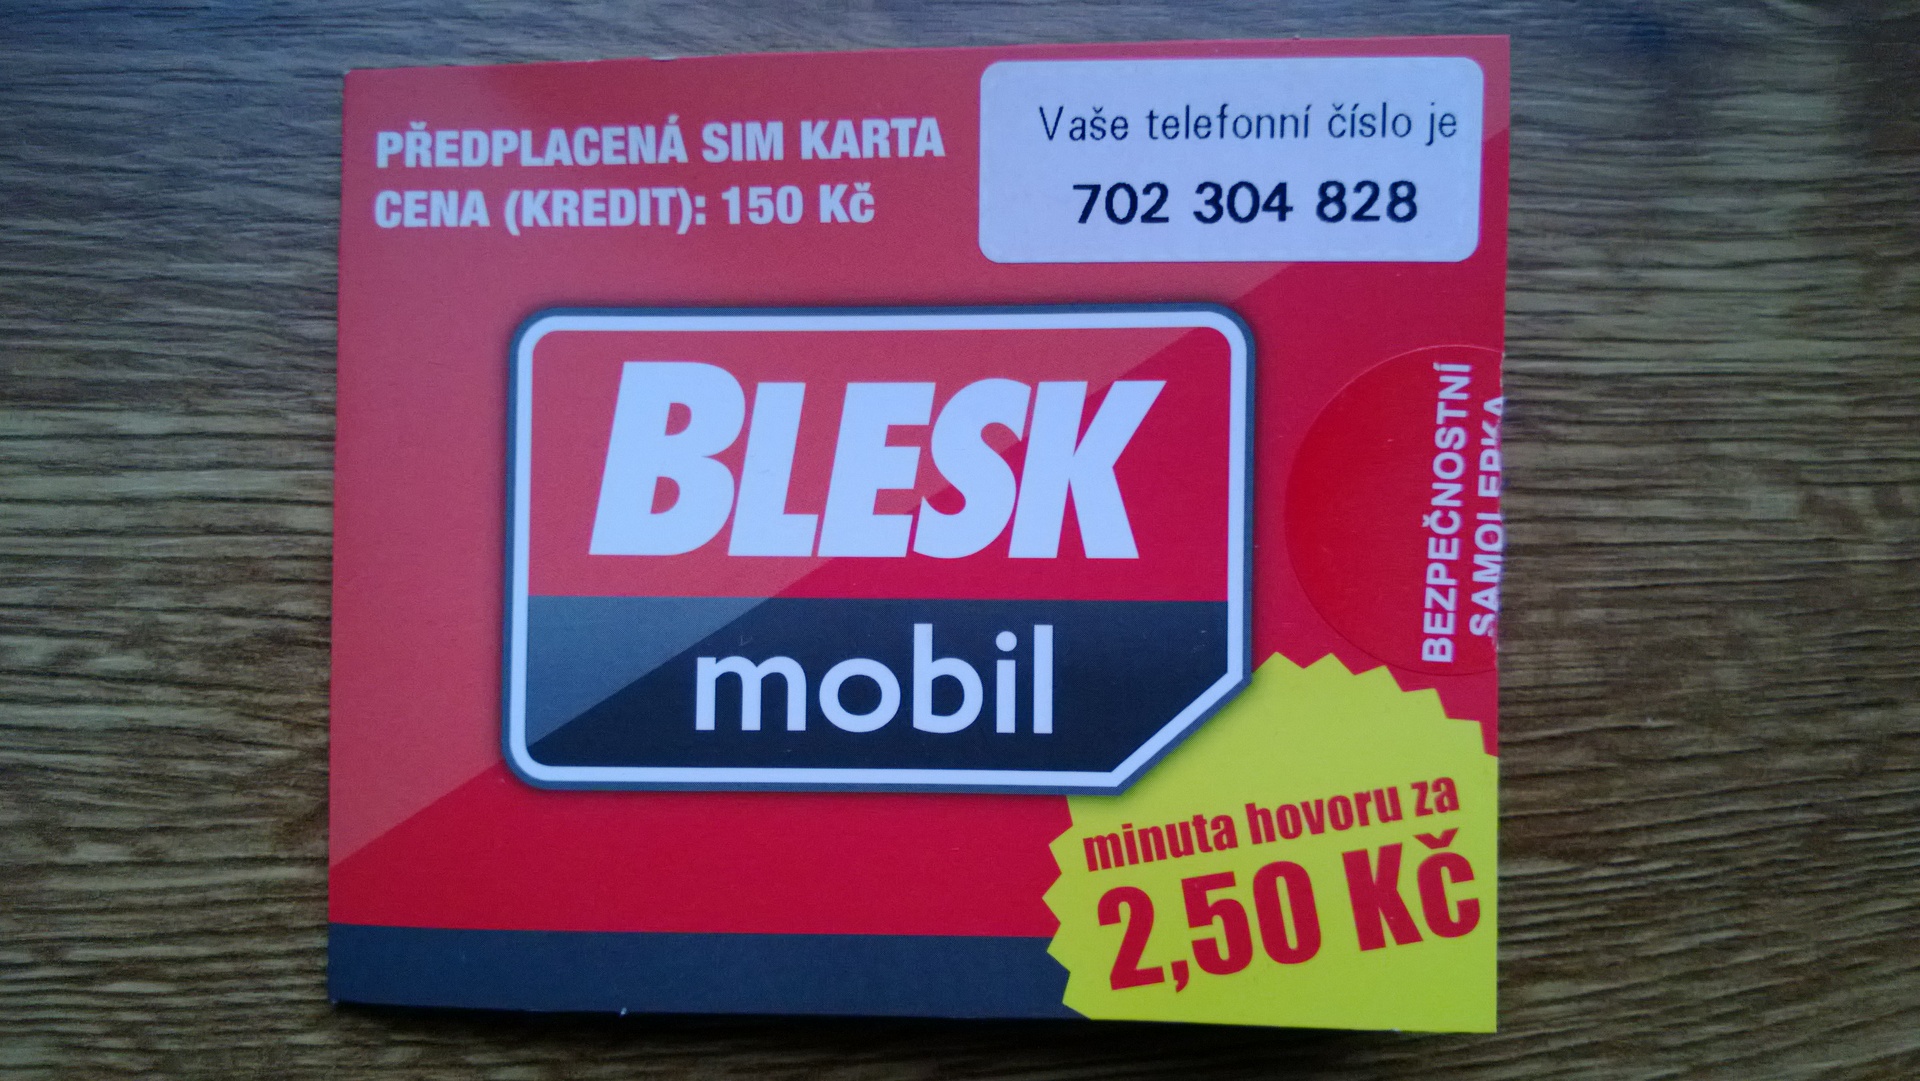 PŘEDPLACENÁ SIM KARTA
CENA (KREDIT): 150 Kč
Vaše telefonní číslo je
702 304 828
BLESK
mobil
BEZPEČNOSTNÍ
SAMOLEPKA
minuta hovoru za
2,50 Kč